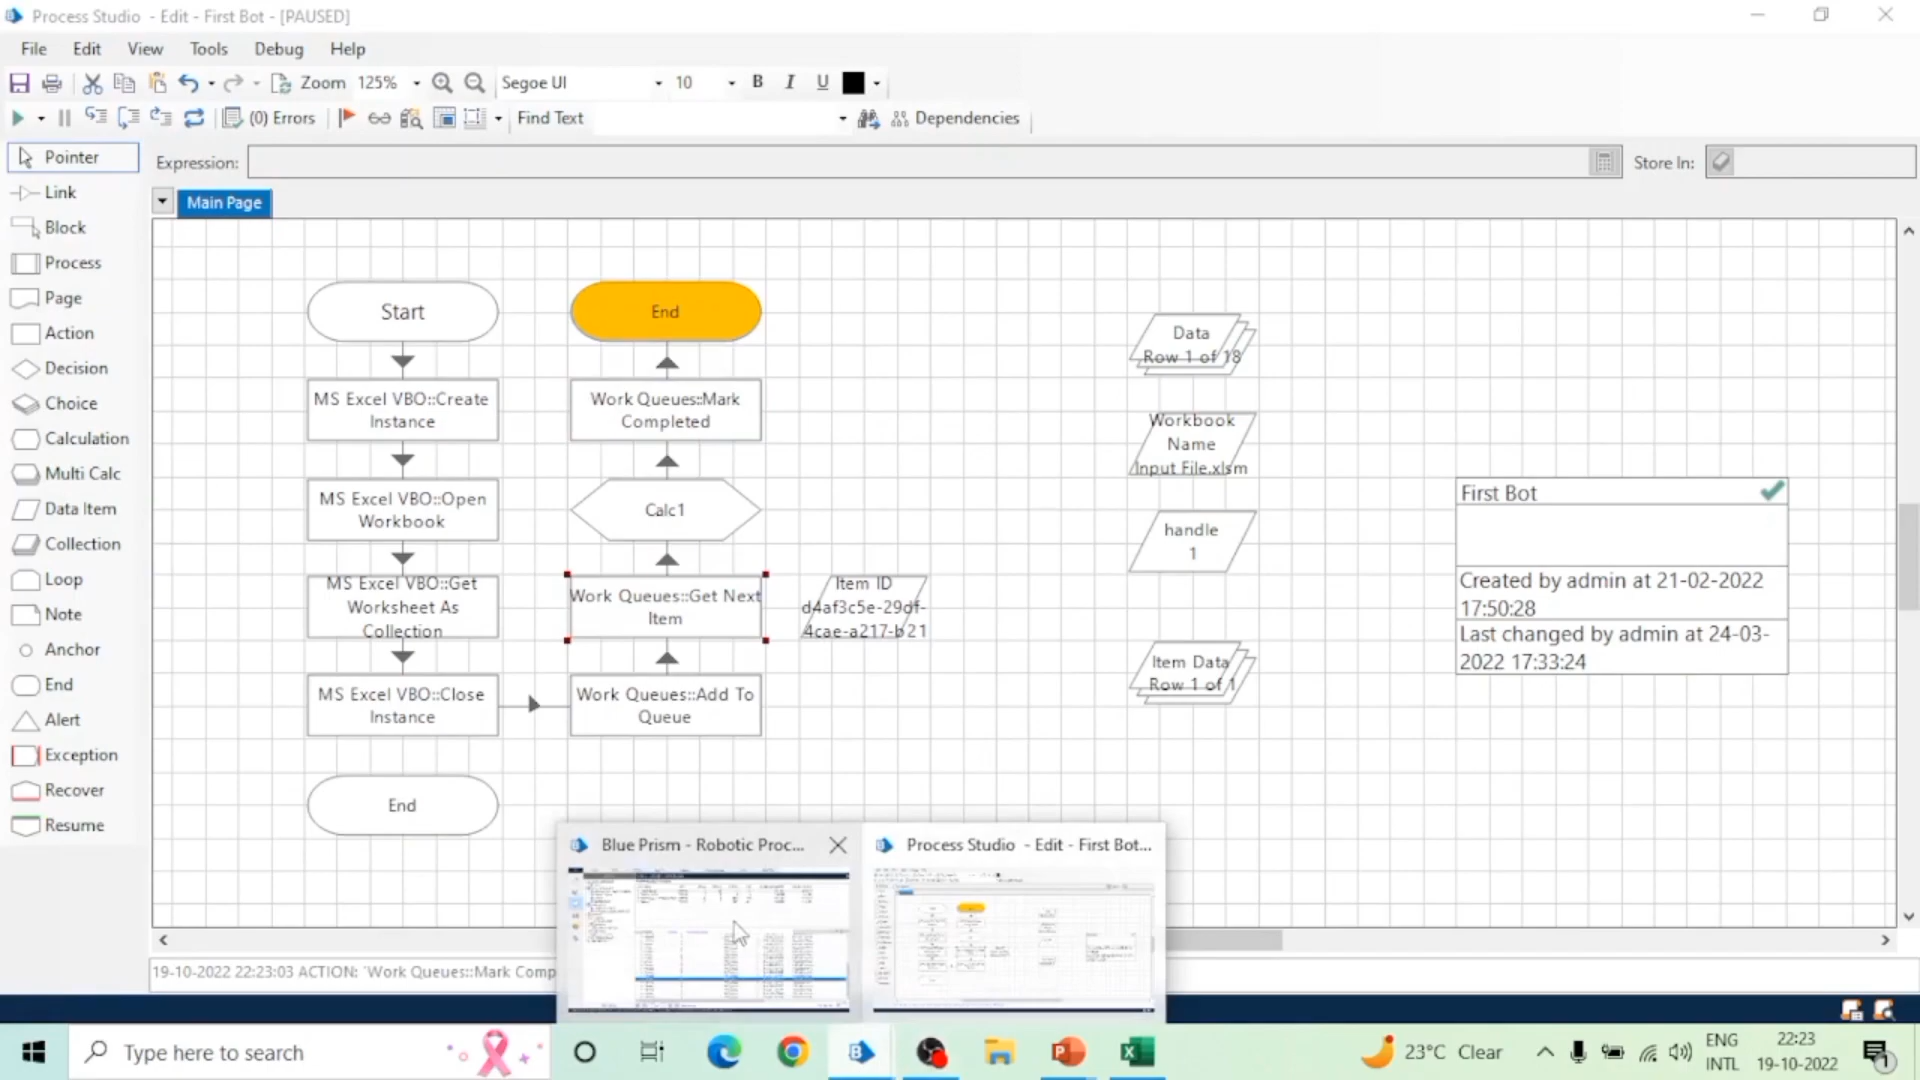 Process Studio - Edit - First Bot - [PAUSED]
File Edit View Tools Debug Help
Zoom 125% Segoe UI 10 B I U
(0) Errors Find Text Dependencies
Pointer
Link
Block
Process
Page
Action
Decision
Choice
Calculation
Multi Calc
Data Item
Collection
Loop
Note
Anchor
End
Alert
Exception
Recover
Resume
Expression: Store In:
Main Page
Start
MS Excel VBO::Create
Instance
MS Excel VBO::Open
Workbook
MS Excel VBO::Get
Worksheet As
Collection
MS Excel VBO::Close
Instance
End
End
Work Queues::Mark
Completed
Calc1
Work Queues::Get Next
Item
Work Queues::Add To
Queue
Item ID
d4af3c5e-29df-
4cae-a217-b21
Data
Row 1 of 18
Workbook
Name
Input File.xlsm
handle
1
Item Data
Row 1 of 1
First Bot
Created by admin at 21-02-2022
17:50:28
Last changed by admin at 24-03-
2022 17:33:24
Blue Prism - Robotic Proc...
Process Studio - Edit - First Bot...
19-10-2022 22:23:03 ACTION: `Work Queues::Mark Comp
Type here to search
23°C Clear
ENG
INTL
22:23
19-10-2022
1